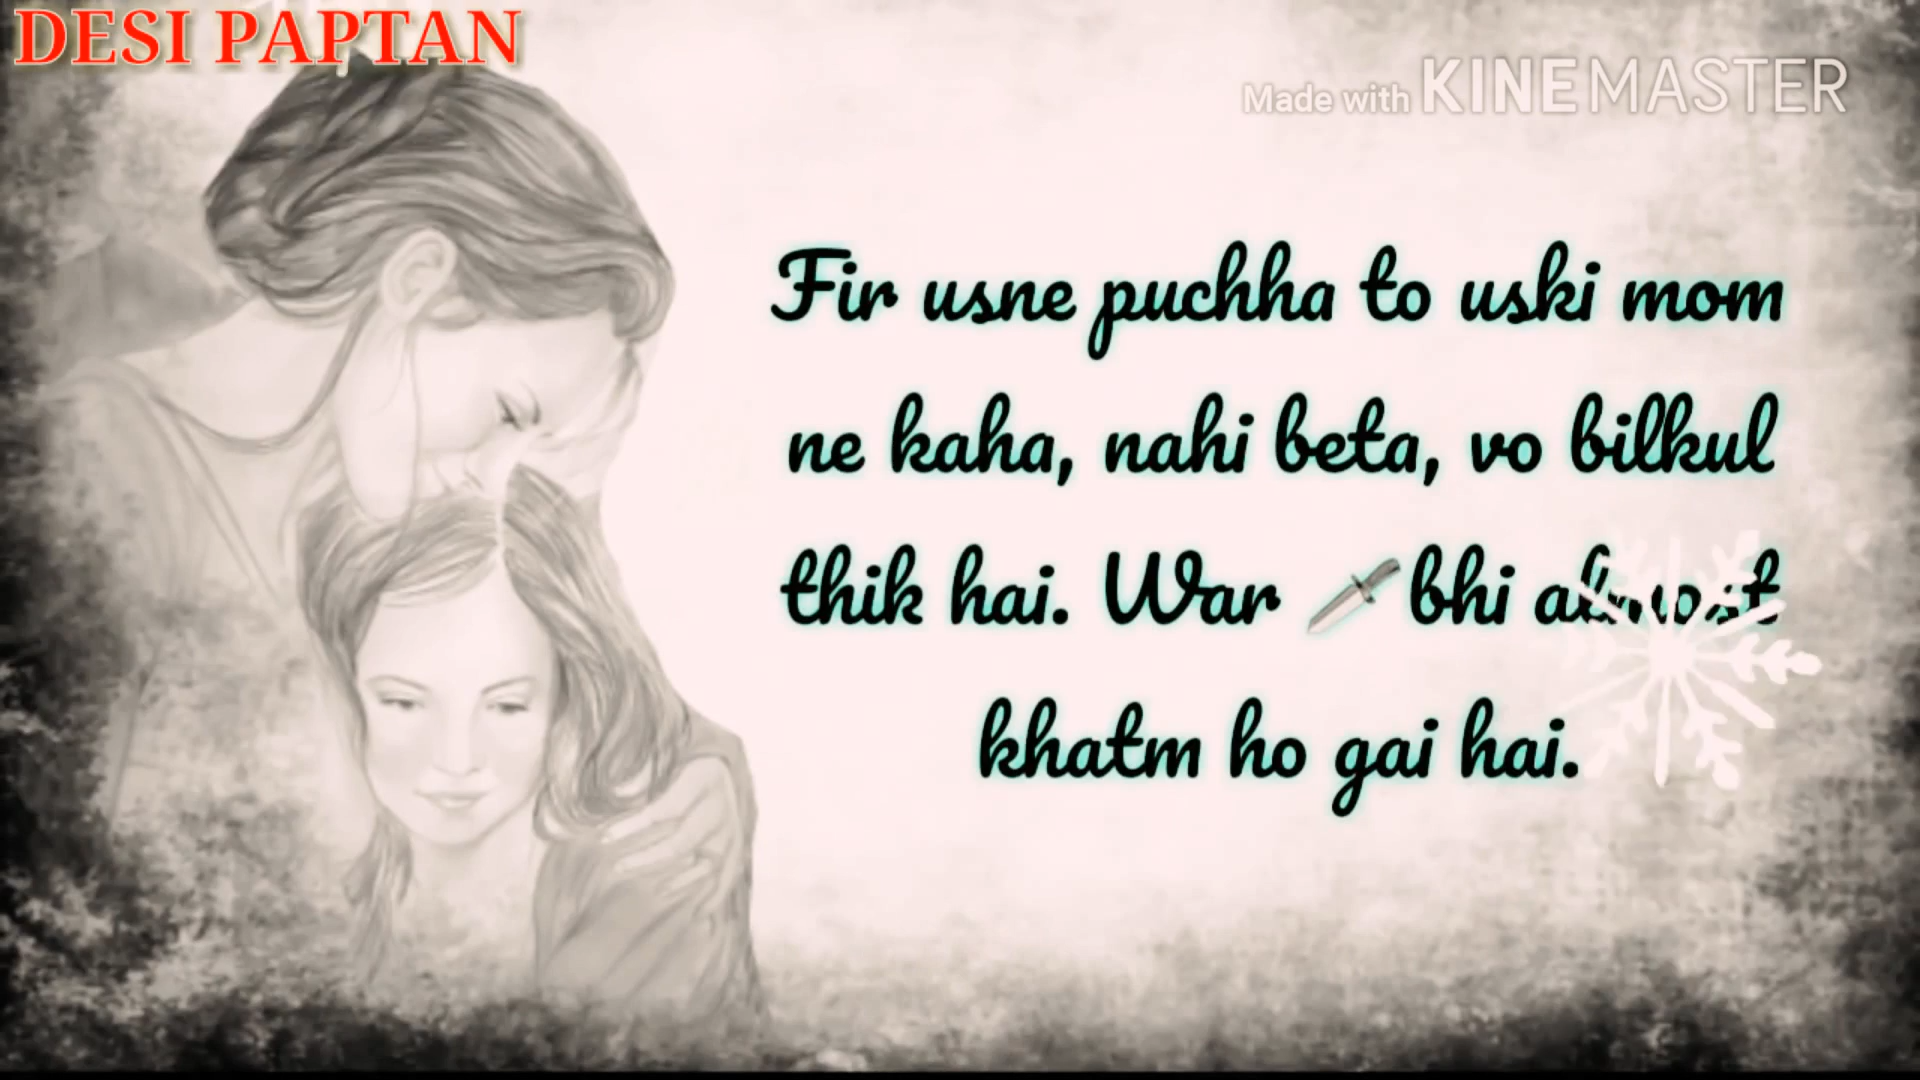 DESI PAPTAN
Made with KINEMASTER
Fir usne puchha to uski mom
ne kaha, nahi beta, vo bilkul
thik hai. War 🗡 bhi almost
khatm ho gai hai.